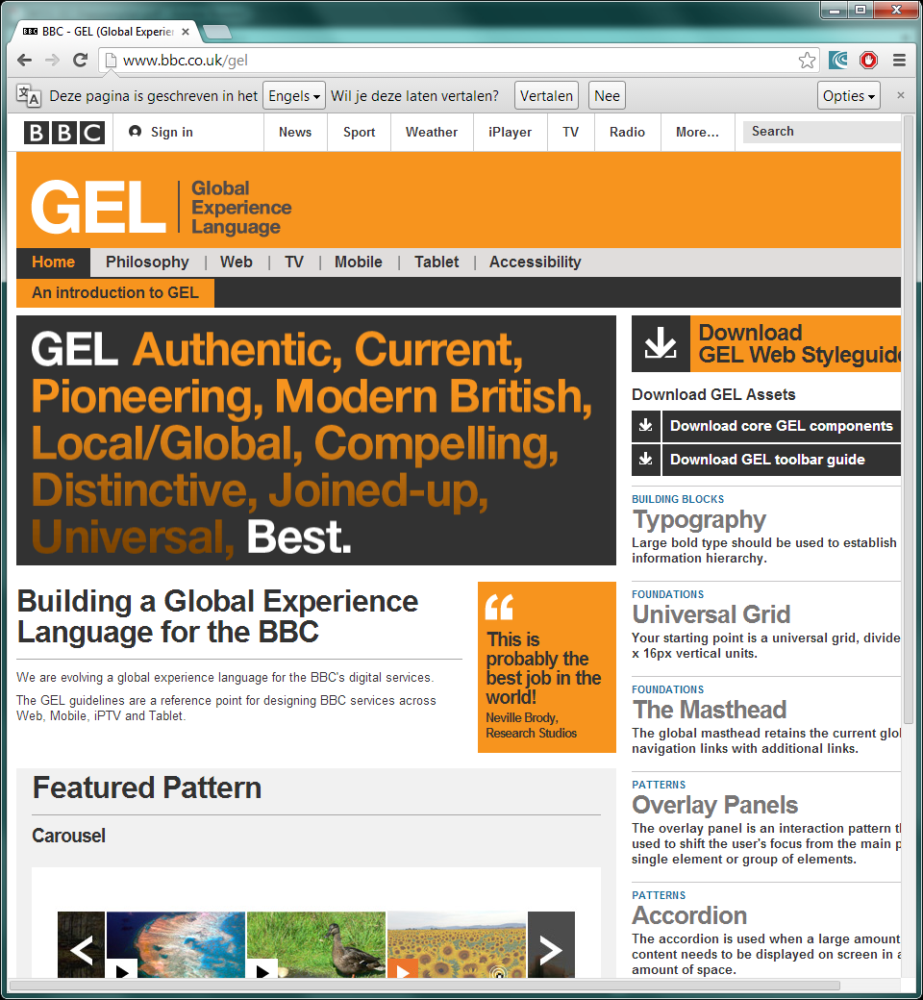 BBC - GEL (Global Experie
www.bbc.co.uk/gel
Deze pagina is geschreven in het Engels Wil je deze laten vertalen? Vertalen Nee Opties
BBC Sign in News Sport Weather iPlayer TV Radio More... Search
GEL Global
Experience
Language
Home Philosophy | Web | TV | Mobile | Tablet | Accessibility
An introduction to GEL
GEL Authentic, Current,
Pioneering, Modern British,
Local/Global, Compelling,
Distinctive, Joined-up,
Universal, Best.
Building a Global Experience
Language for the BBC
We are evolving a global experience language for the BBC's digital services.
The GEL guidelines are a reference point for designing BBC services across
Web, Mobile, iPTV and Tablet.
“
This is
probably the
best job in the
world!
Neville Brody,
Research Studios
Featured Pattern
Carousel
Download
GEL Web Styleguide
Download GEL Assets
Download core GEL components
Download GEL toolbar guide
BUILDING BLOCKS
Typography
Large bold type should be used to establish
information hierarchy.
FOUNDATIONS
Universal Grid
Your starting point is a universal grid, divide
x 16px vertical units.
FOUNDATIONS
The Masthead
The global masthead retains the current glo
navigation links with additional links.
PATTERNS
Overlay Panels
The overlay panel is an interaction pattern t
used to shift the user's focus from the main p
single element or group of elements.
PATTERNS
Accordion
The accordion is used when a large amount
content needs to be displayed on screen in a
amount of space.